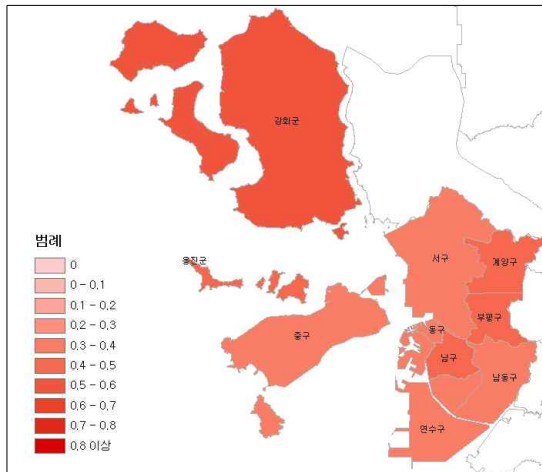 강화군
서구
계양구
옹진군
부평구
동구
중구
남구
남동구
연수구
범례
0
0 - 0.1
0.1 - 0.2
0.2 - 0.3
0.3 - 0.4
0.4 - 0.5
0.5 - 0.6
0.6 - 0.7
0.7 - 0.8
0.8 이상